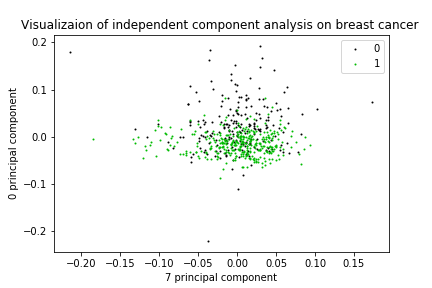 Visualizaion of independent component analysis on breast cancer
0
1
0.2
0.1
0.0
−0.1
−0.2
0 principal component
−0.20 −0.15 −0.10 −0.05 0.00 0.05 0.10 0.15
7 principal component